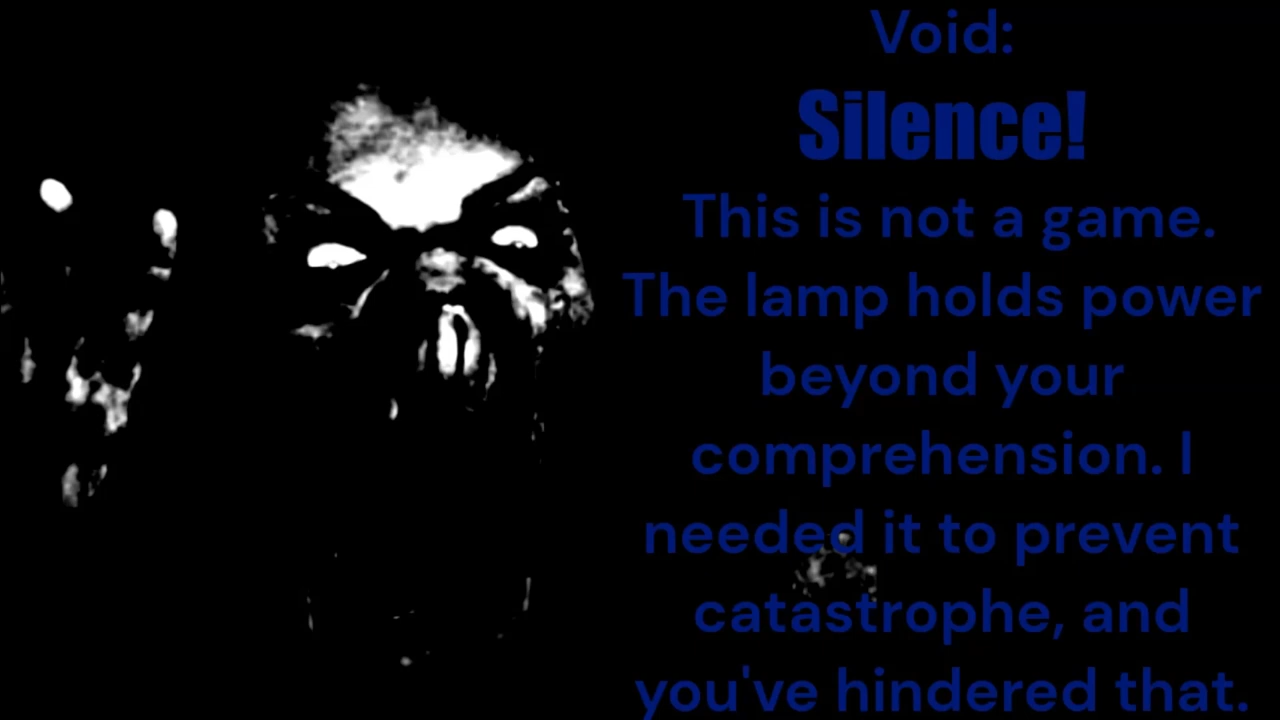 Void:
Silence!
This is not a game.
The lamp holds power
beyond your
comprehension. I
needed it to prevent
catastrophe, and
you've hindered that.